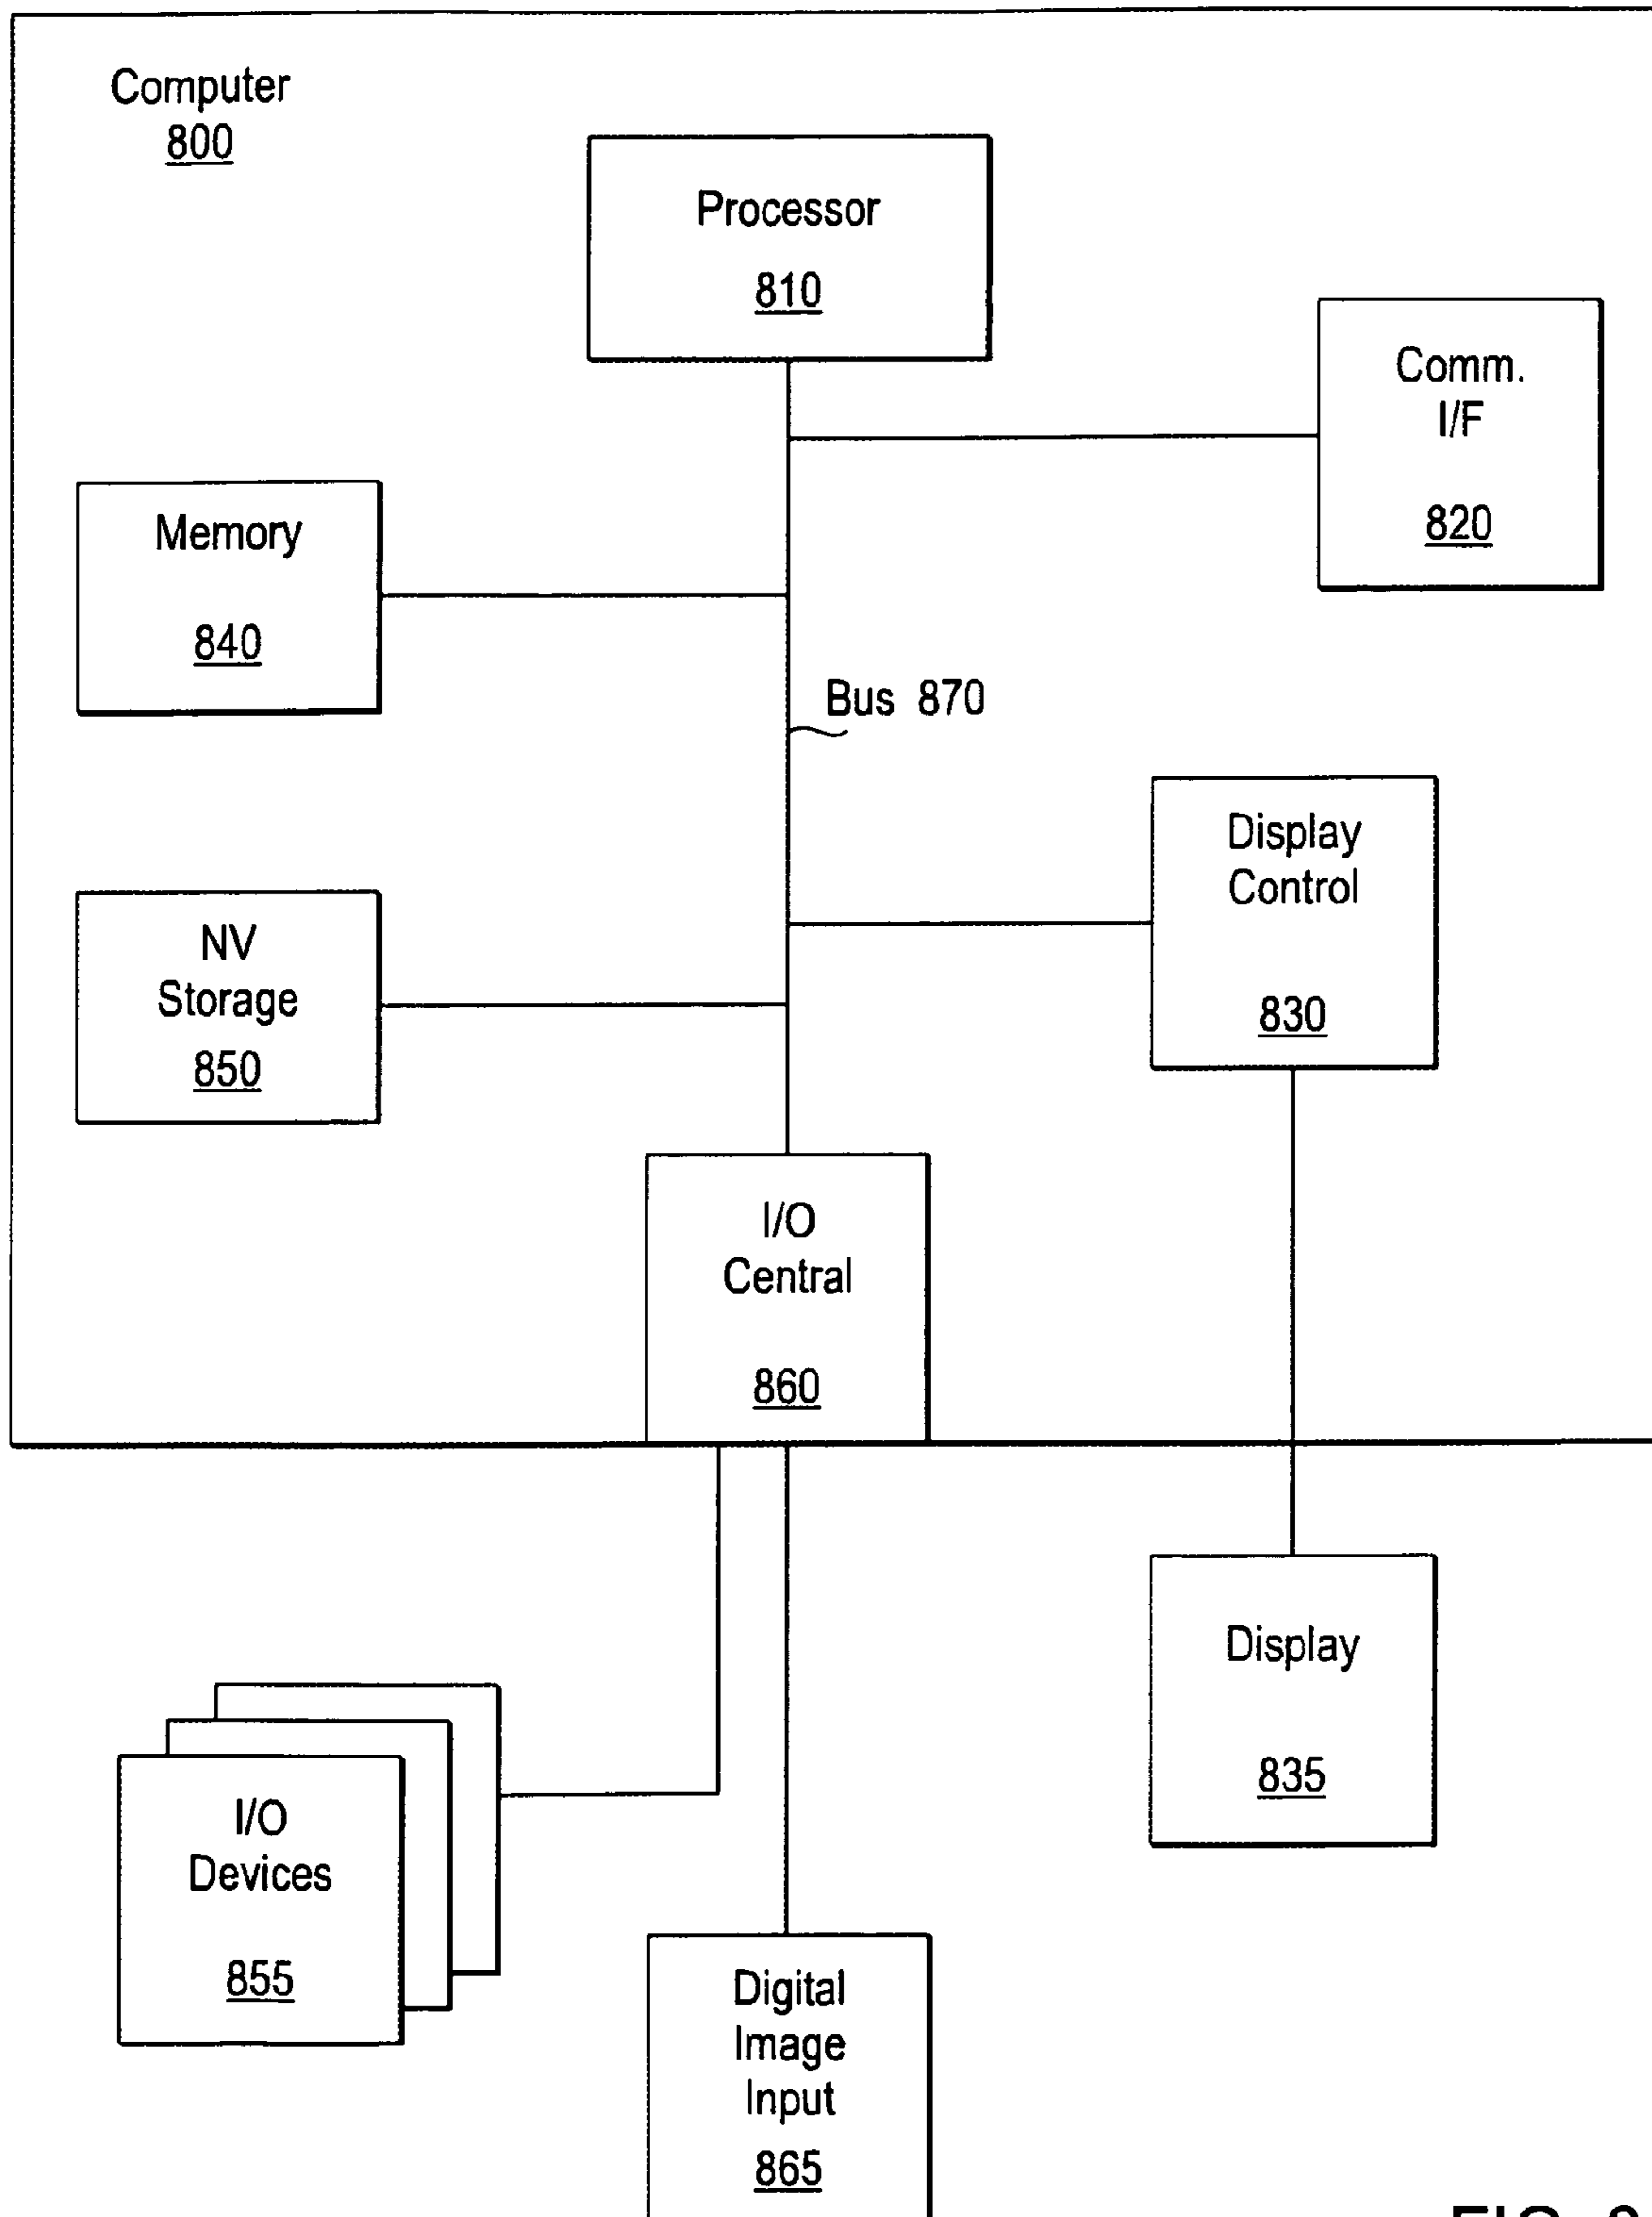 Computer
800
Processor
810
Comm.
I/F
820
Memory
840
Bus 870
Display
Control
830
NV
Storage
850
I/O
Central
860
Display
835
I/O
Devices
855
Digital
Image
Input
865